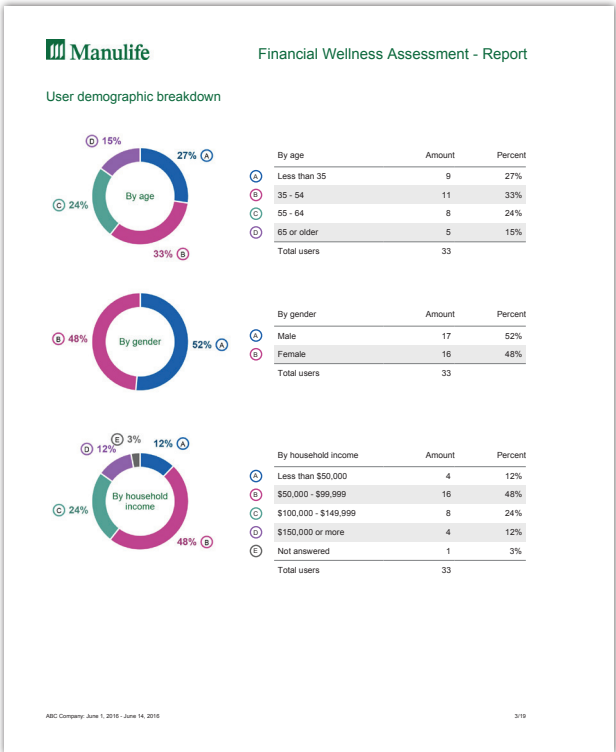 Manulife
Financial Wellness Assessment - Report
User demographic breakdown
D 15%
27% A
C 24%
By age
33% B
By age Amount Percent
A Less than 35 9 27%
B 35 - 54 11 33%
C 55 - 64 8 24%
D 65 or older 5 15%
Total users 33
B 48%
By gender
52% A
By gender Amount Percent
A Male 17 52%
B Female 16 48%
Total users 33
E 3%
12% A
D 12%
C 24%
By household
income
48% B
By household income Amount Percent
A Less than $50,000 4 12%
B $50,000 - $99,999 16 48%
C $100,000 - $149,999 8 24%
D $150,000 or more 4 12%
E Not answered 1 3%
Total users 33
ABC Company: June 1, 2016 - June 14, 2016 3/19